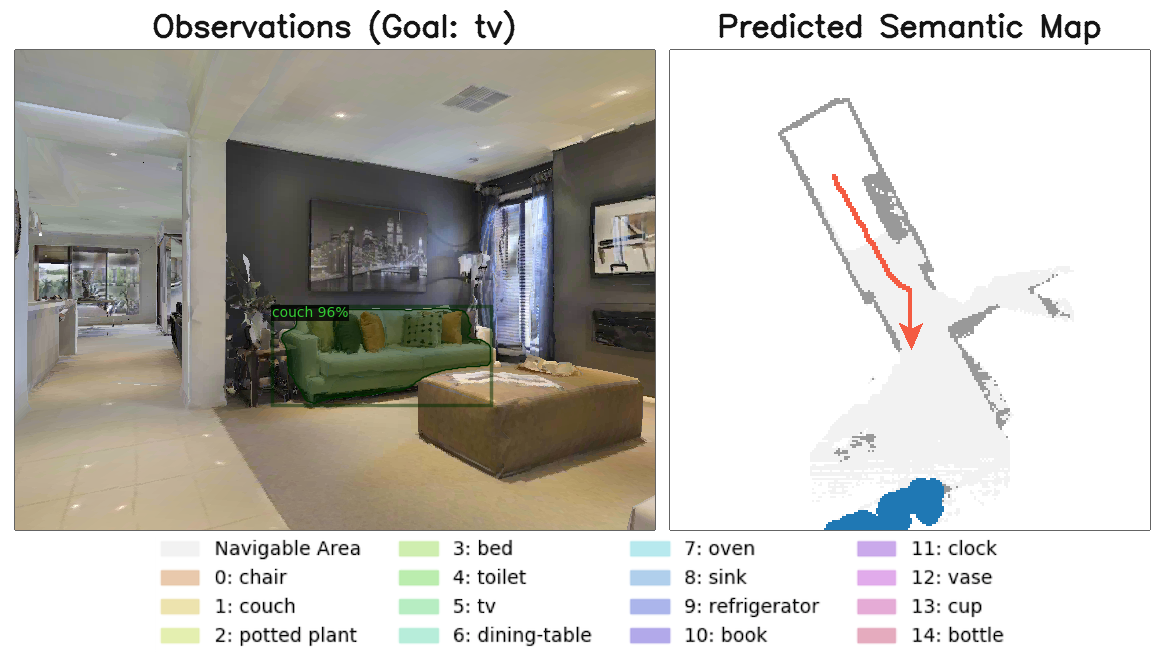 Observations (Goal: tv)
Predicted Semantic Map
couch 96%
Navigable Area
0: chair
1: couch
2: potted plant
3: bed
4: toilet
5: tv
6: dining-table
7: oven
8: sink
9: refrigerator
10: book
11: clock
12: vase
13: cup
14: bottle